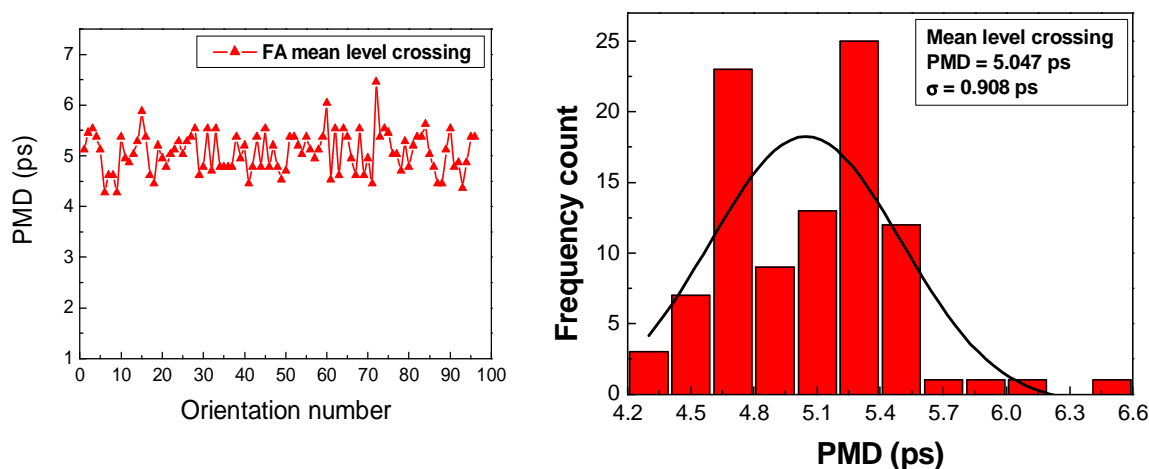 FA mean level crossing
7
6
5
4
3
2
1
0 10 20 30 40 50 60 70 80 90 100
PMD (ps)
Orientation number
Mean level crossing
PMD = 5.047 ps
σ = 0.908 ps
25
20
15
10
5
0
4.2 4.5 4.8 5.1 5.4 5.7 6.0 6.3 6.6
Frequency count
PMD (ps)